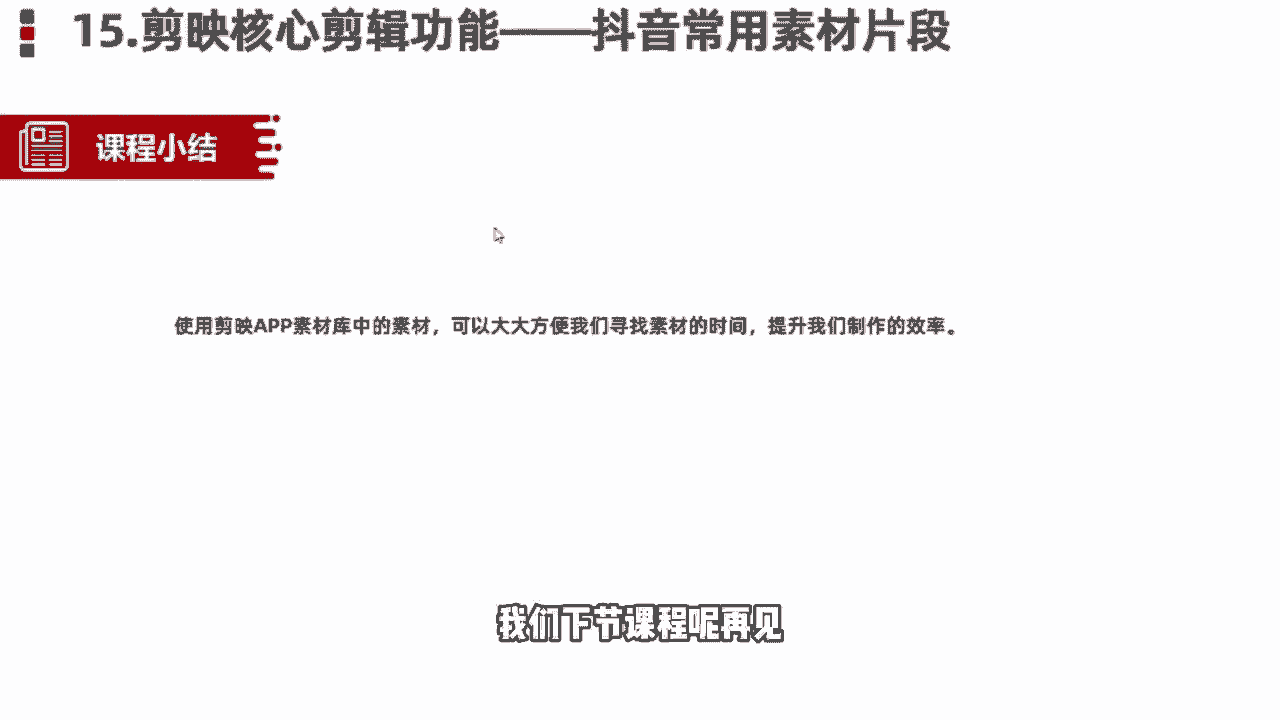 15.剪映核心剪辑功能——抖音常用素材片段
课程小结
使用剪映APP素材库中的素材，可以大大方便我们寻找素材的时间，提升我们制作的效率。
我们下节课程呢再见